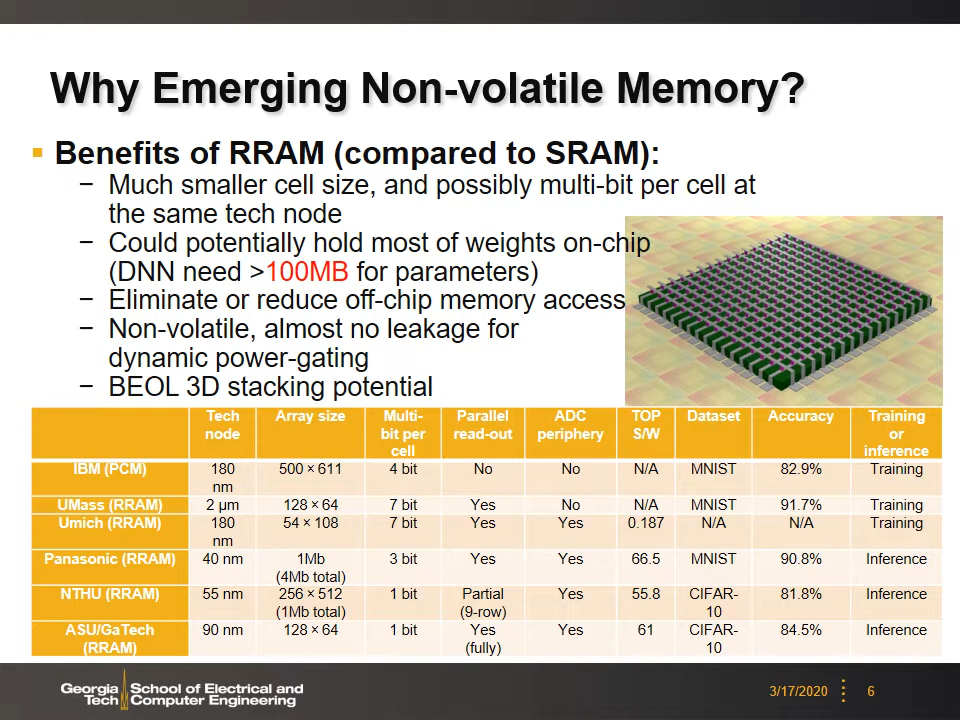 Why Emerging Non-volatile Memory?
Benefits of RRAM (compared to SRAM):
− Much smaller cell size, and possibly multi-bit per cell at
the same tech node
− Could potentially hold most of weights on-chip
(DNN need >100MB for parameters)
− Eliminate or reduce off-chip memory access
− Non-volatile, almost no leakage for
dynamic power-gating
− BEOL 3D stacking potential
Tech node Array size Multi-bit per cell Parallel read-out ADC periphery TOPS/W Dataset Accuracy Training or inference
IBM (PCM) 180 nm 500 × 611 4 bit No No N/A MNIST 82.9% Training
UMass (RRAM) 2 μm 128 × 64 7 bit Yes No N/A MNIST 91.7% Training
Umich (RRAM) 180 nm 54 × 108 7 bit Yes Yes 0.187 N/A N/A Training
Panasonic (RRAM) 40 nm 1Mb (4Mb total) 3 bit Yes Yes 66.5 MNIST 90.8% Inference
NTHU (RRAM) 55 nm 256 × 512 (1Mb total) 1 bit Partial (9-row) Yes 55.8 CIFAR-10 81.8% Inference
ASU/GaTech (RRAM) 90 nm 128 × 64 1 bit Yes (fully) Yes 61 CIFAR-10 84.5% Inference
Georgia Tech School of Electrical and Computer Engineering
3/17/2020 6